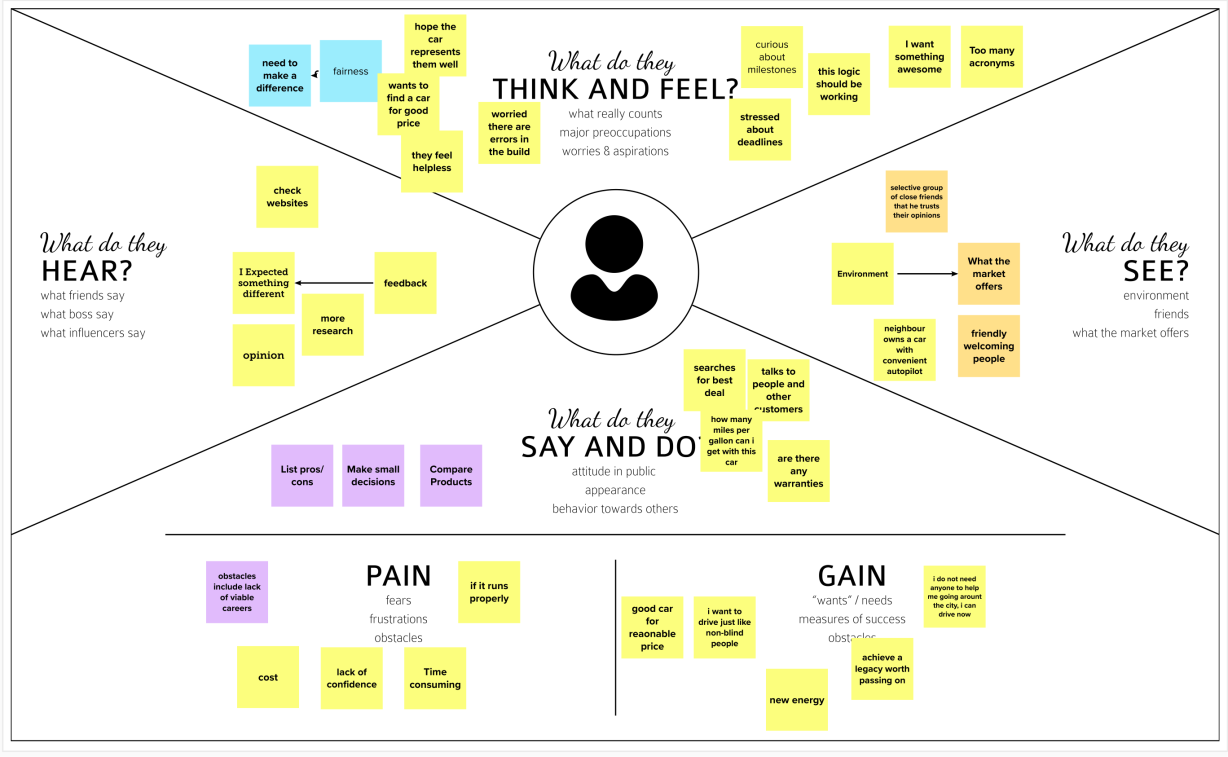 hope the
car
represents
them well
need to
make a
difference
fairness
wants to
find a car
for good
price
they feel
helpless
worried
there are
errors in
the build
What do they
THINK AND FEEL?
what really counts
major preoccupations
worries & aspirations
curious
about
milestones
this logic
should be
working
I want
something
awesome
Too many
acronyms
stressed
about
deadlines
What do they
HEAR?
what friends say
what boss say
what influencers say
check
websites
I Expected
something
different
feedback
more
research
opinion
What do they
SEE?
environment
friends
what the market offers
selective group
of close friends
that he trusts
their opinions
Environment
What the
market
offers
neighbour
owns a car
with
convenient
autopilot
friendly
welcoming
people
What do they
SAY AND DO?
attitude in public
appearance
behavior towards others
searches
for best
deal
talks to
people and
other
customers
how many
miles per
gallon can i
get with this
car
are there
any
warranties
List pros/
cons
Make small
decisions
Compare
Products
PAIN
fears
frustrations
obstacles
obstacles
include lack
of viable
careers
if it runs
properly
cost
lack of
confidence
Time
consuming
GAIN
“wants” / needs
measures of success
obstacles
good car
for
reaonable
price
i want to
drive just like
non-blind
people
i do not need
anyone to help
me going arount
the city, i can
drive now
achieve a
legacy worth
passing on
new energy